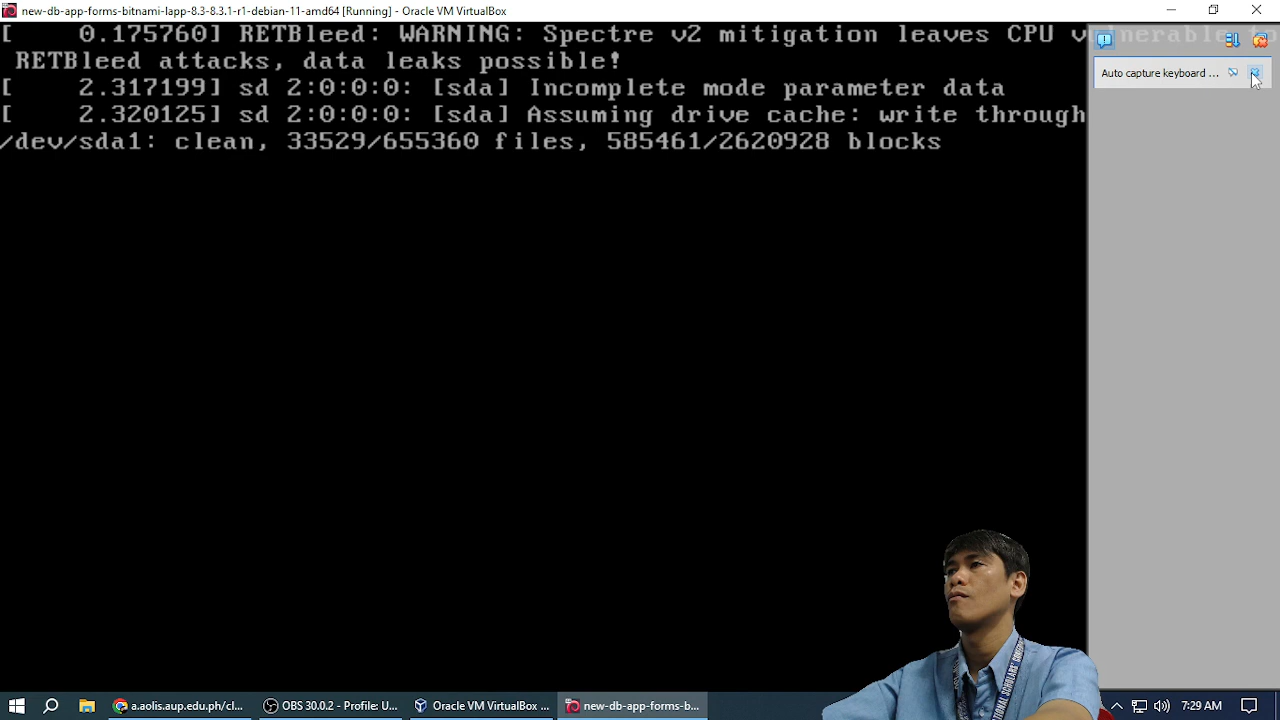 new-db-app-forms-bitnami-lapp-8.3-8.3.1-r1-debian-11-amd64 [Running] - Oracle VM VirtualBox
[    0.175760] RETBleed: WARNING: Spectre v2 mitigation leaves CPU vulnerable to
RETBleed attacks, data leaks possible!
[    2.317199] sd 2:0:0:0: [sda] Incomplete mode parameter data
[    2.320125] sd 2:0:0:0: [sda] Assuming drive cache: write through
/dev/sda1: clean, 33529/655360 files, 585461/2620928 blocks
Auto capture keyboard ...
a.aolis.aup.edu.ph/cl...
OBS 30.0.2 - Profile U...
Oracle VM VirtualBox ...
new-db-app-forms-b...
7:29 AM